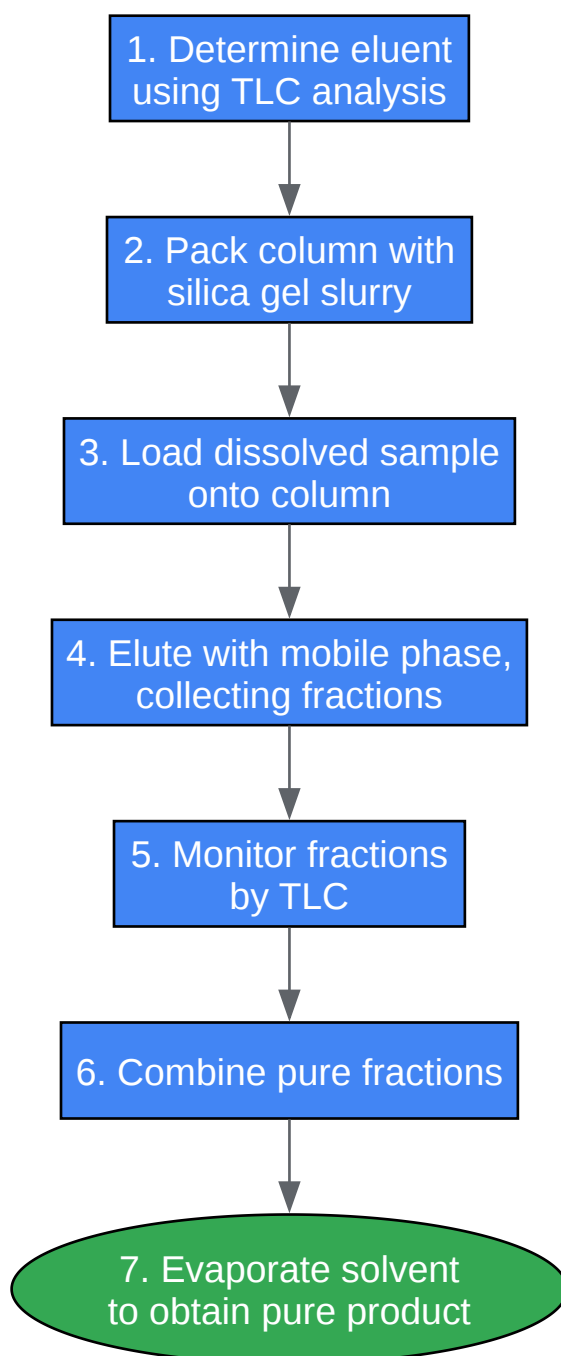 1. Determine eluent
using TLC analysis
2. Pack column with
silica gel slurry
3. Load dissolved sample
onto column
4. Elute with mobile phase,
collecting fractions
5. Monitor fractions
by TLC
6. Combine pure fractions
7. Evaporate solvent
to obtain pure product